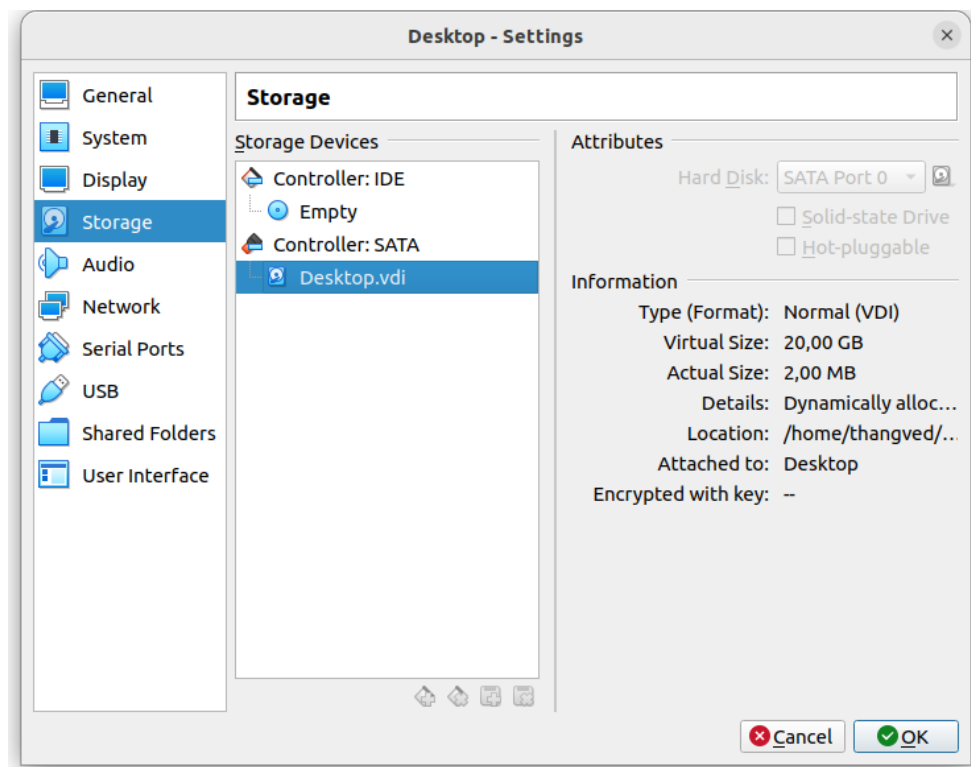 Desktop - Settings
General
System
Display
Storage
Audio
Network
Serial Ports
USB
Shared Folders
User Interface
Storage
Storage Devices
Controller: IDE
Empty
Controller: SATA
Desktop.vdi
Attributes
Hard Disk: SATA Port 0
Solid-state Drive
Hot-pluggable
Information
Type (Format): Normal (VDI)
Virtual Size: 20,00 GB
Actual Size: 2,00 MB
Details: Dynamically alloc...
Location: /home/thangved/...
Attached to: Desktop
Encrypted with key: --
Cancel
OK